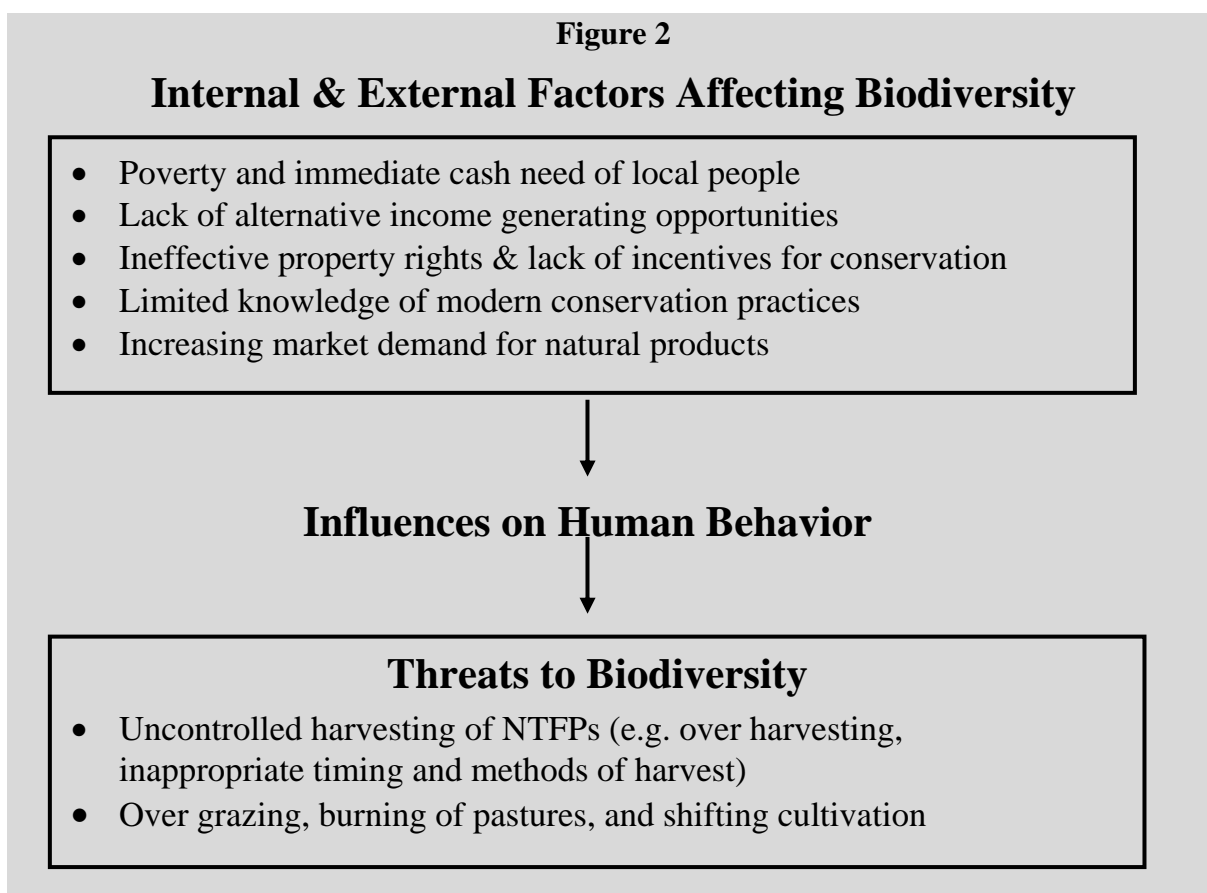 Figure 2
Internal & External Factors Affecting Biodiversity
• Poverty and immediate cash need of local people
• Lack of alternative income generating opportunities
• Ineffective property rights & lack of incentives for conservation
• Limited knowledge of modern conservation practices
• Increasing market demand for natural products
Influences on Human Behavior
Threats to Biodiversity
• Uncontrolled harvesting of NTFPs (e.g. over harvesting,
inappropriate timing and methods of harvest)
• Over grazing, burning of pastures, and shifting cultivation